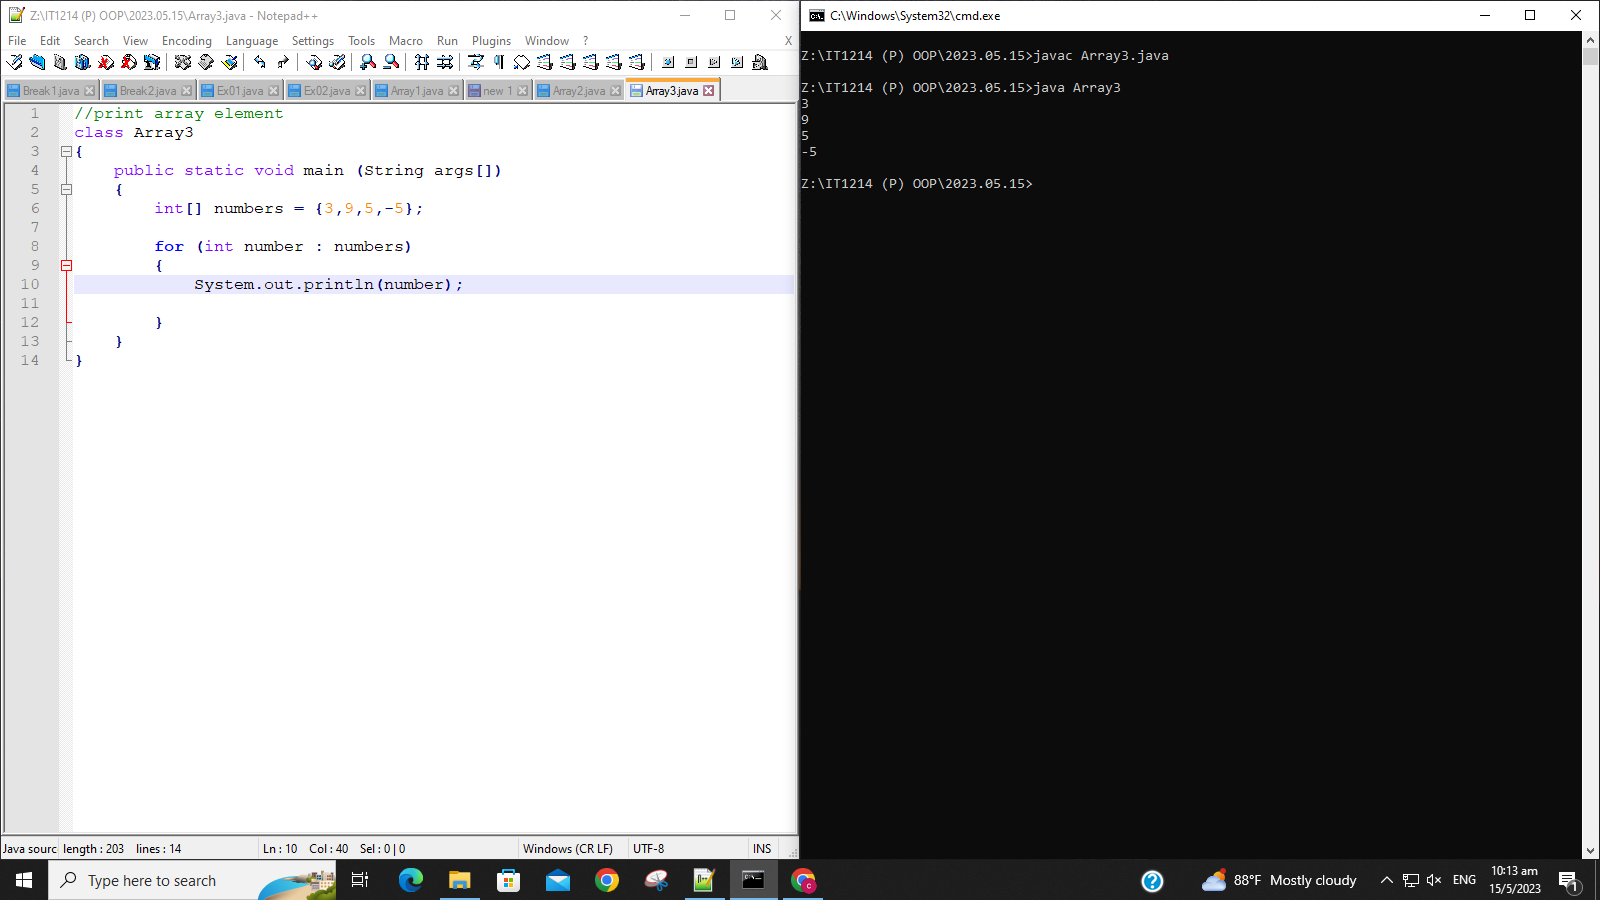 Z:\IT1214 (P) OOP\2023.05.15\Array3.java - Notepad++
File Edit Search View Encoding Language Settings Tools Macro Run Plugins Window ? X
Break1.java Break2.java Ex01.java Ex02.java Array1.java new 1 Array2.java Array3.java
1 //print array element
2 class Array3
3 {
4 public static void main (String args[])
5 {
6 int[] numbers = {3,9,5,-5};
7
8 for (int number : numbers)
9 {
10 System.out.println(number);
11
12 }
13 }
14 }
Java sourc length : 203 lines : 14 Ln : 10 Col : 40 Sel : 0 | 0 Windows (CR LF) UTF-8 INS
C:\Windows\System32\cmd.exe
Z:\IT1214 (P) OOP\2023.05.15>javac Array3.java
Z:\IT1214 (P) OOP\2023.05.15>java Array3
3
9
5
-5
Z:\IT1214 (P) OOP\2023.05.15>
Type here to search
88°F Mostly cloudy
ENG
10:13 am
15/5/2023
1